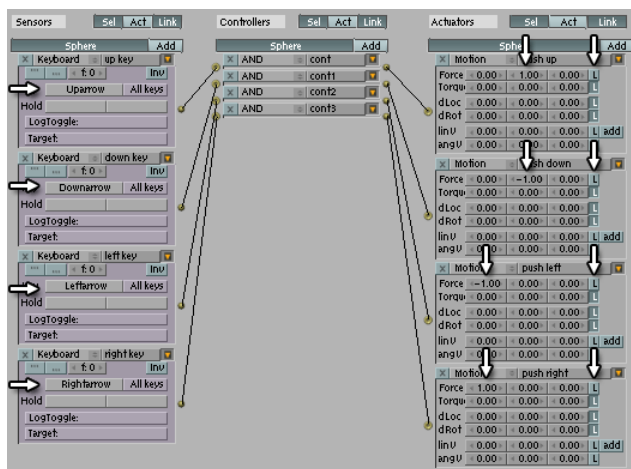 Sensors Sel Act Link
Sphere Add
Keyboard up key
f: 0 Inv
Uparrow All keys
Hold
LogToggle:
Target:
Keyboard down key
f: 0 Inv
Downarrow All keys
Hold
LogToggle:
Target:
Keyboard left key
f: 0 Inv
Leftarrow All keys
Hold
LogToggle:
Target:
Keyboard right key
f: 0 Inv
Rightarrow All keys
Hold
LogToggle:
Target:
Controllers Sel Act Link
Sphere Add
X AND cont
X AND cont1
X AND cont2
X AND cont3
Actuators Sel Act Link
Add
X Motion up
Force 0.00 1.00 0.00 L
Torqu 0.00 0.00 0.00 L
dLoc 0.00 0.00 0.00 L
dRot 0.00 0.00 0.00 L
linV 0.00 0.00 0.00 L add
angV 0.00 0.00 0.00 L
X Motion down
Force 0.00 -1.00 0.00 L
Torqu 0.00 0.00 0.00 L
dLoc 0.00 0.00 0.00 L
dRot 0.00 0.00 0.00 L
linV 0.00 0.00 0.00 L add
angV 0.00 0.00 0.00 L
X push left
Force -1.00 0.00 0.00 L
Torqu 0.00 0.00 0.00 L
dLoc 0.00 0.00 0.00 L
dRot 0.00 0.00 0.00 L
linV 0.00 0.00 0.00 L add
angV 0.00 0.00 0.00 L
X push right
Force 1.00 0.00 0.00 L
Torqu 0.00 0.00 0.00 L
dLoc 0.00 0.00 0.00 L
dRot 0.00 0.00 0.00 L
linV 0.00 0.00 0.00 L add
angV 0.00 0.00 0.00 L